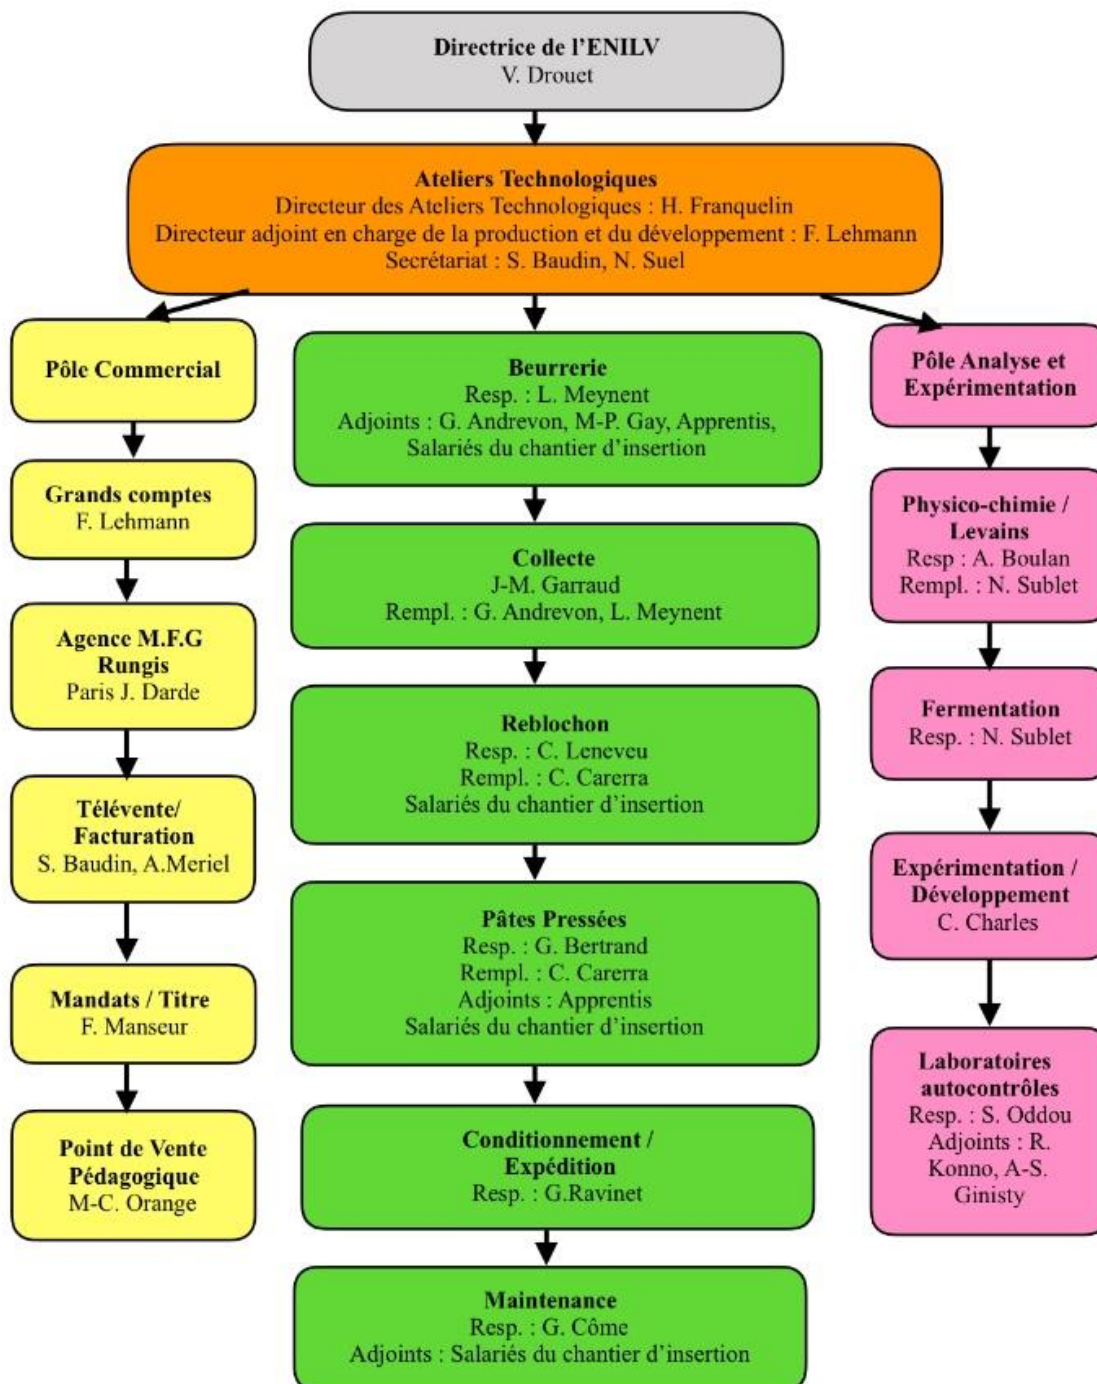 Directrice de l’ENILV
V. Drouet
Ateliers Technologiques
Directeur des Ateliers Technologiques : H. Franquelin
Directeur adjoint en charge de la production et du développement : F. Lehmann
Secrétariat : S. Baudin, N. Suel
Pôle Commercial
Grands comptes
F. Lehmann
Agence M.F.G
Rungis
Paris J. Darde
Télévente/
Facturation
S. Baudin, A.Meriel
Mandats / Titre
F. Manseur
Point de Vente
Pédagogique
M-C. Orange
Beurrerie
Resp. : L. Meynent
Adjoints : G. Andrevon, M-P. Gay, Apprentis,
Salariés du chantier d’insertion
Collecte
J-M. Garraud
Rempl. : G. Andrevon, L. Meynent
Reblochon
Resp. : C. Leneveu
Rempl. : C. Carerra
Salariés du chantier d’insertion
Pâtes Pressées
Resp. : G. Bertrand
Rempl. : C. Carerra
Adjoints : Apprentis
Salariés du chantier d’insertion
Conditionnement /
Expédition
Resp. : G.Ravinet
Maintenance
Resp. : G. Côme
Adjoints : Salariés du chantier d’insertion
Pôle Analyse et
Expérimentation
Physico-chimie /
Levains
Resp : A. Boulan
Rempl. : N. Sublet
Fermentation
Resp. : N. Sublet
Expérimentation /
Développement
C. Charles
Laboratoires
autocontrôles
Resp. : S. Oddou
Adjoints : R.
Konno, A-S.
Ginisty